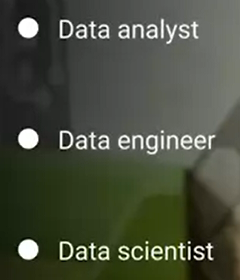 Data analyst
Data engineer
Data scientist